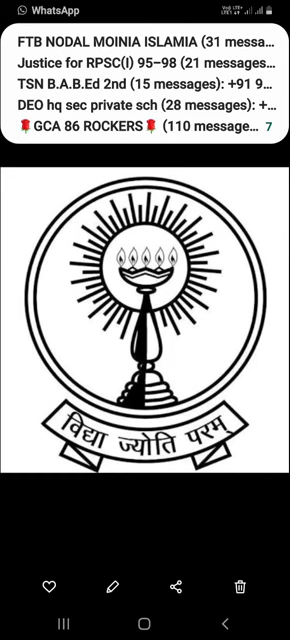 WhatsApp
FTB NODAL MOINIA ISLAMIA (31 messa...
Justice for RPSC(I) 95–98 (21 messages...
TSN B.A.B.Ed 2nd (15 messages): +91 9...
DEO hq sec private sch (28 messages): +...
🌹GCA 86 ROCKERS🌹 (110 message... 7
विद्या ज्योति परम्